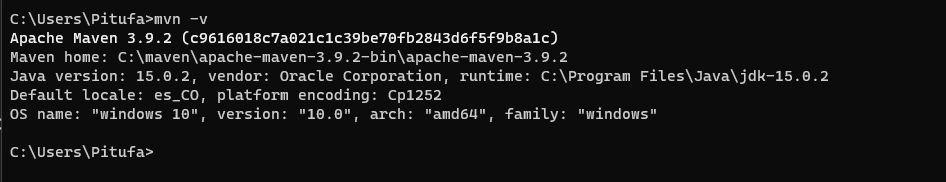 C:\Users\Pitufa>mvn -v
Apache Maven 3.9.2 (c9616018c7a021c1c39be70fb2843d6f5f9b8a1c)
Maven home: C:\maven\apache-maven-3.9.2-bin\apache-maven-3.9.2
Java version: 15.0.2, vendor: Oracle Corporation, runtime: C:\Program Files\Java\jdk-15.0.2
Default locale: es_CO, platform encoding: Cp1252
OS name: "windows 10", version: "10.0", arch: "amd64", family: "windows"
C:\Users\Pitufa>